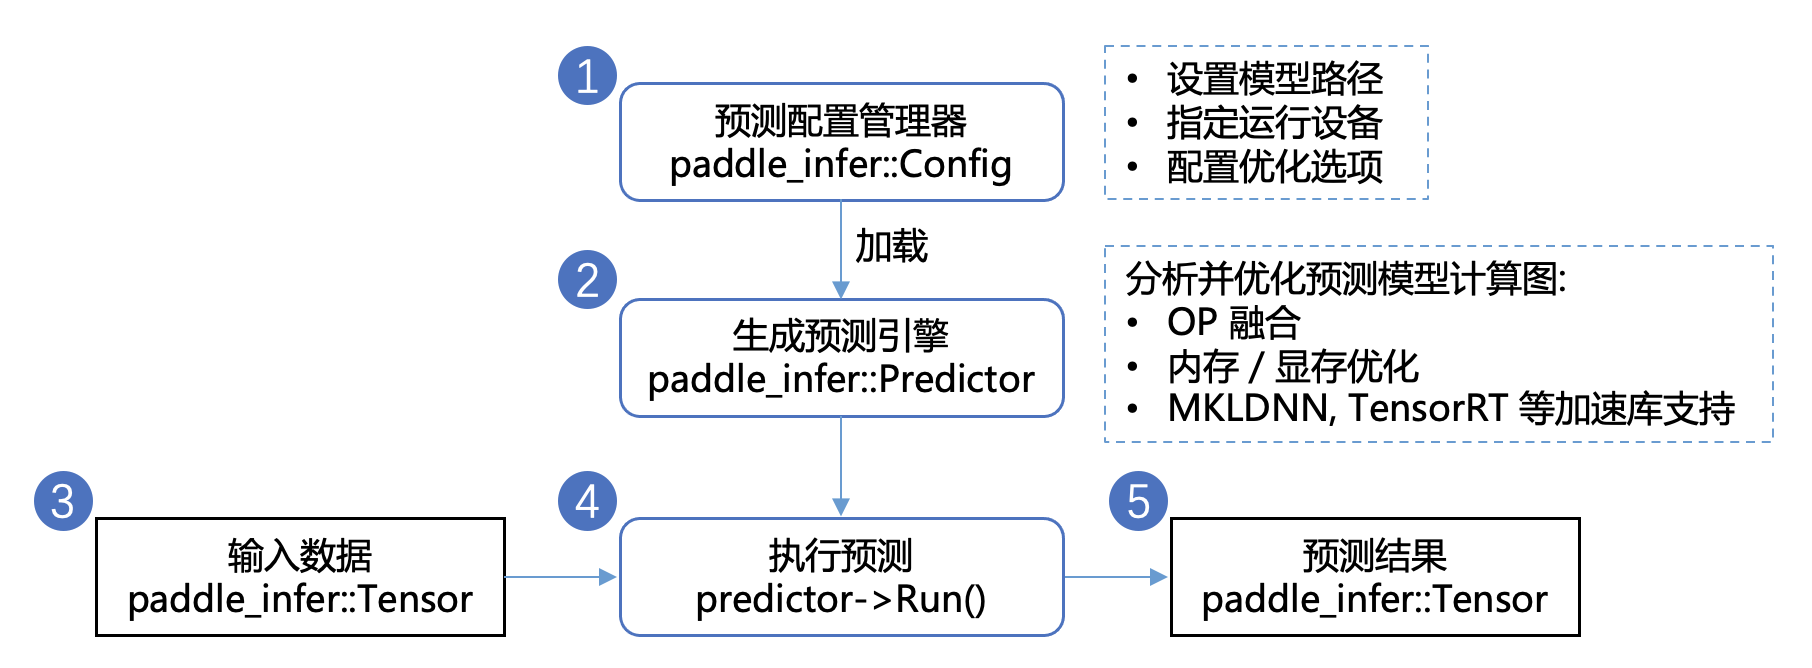 1
预测配置管理器
paddle_infer::Config
• 设置模型路径
• 指定运行设备
• 配置优化选项
加载
2
生成预测引擎
paddle_infer::Predictor
分析并优化预测模型计算图:
• OP 融合
• 内存 / 显存优化
• MKLDNN, TensorRT 等加速库支持
3
输入数据
paddle_infer::Tensor
4
执行预测
predictor->Run()
5
预测结果
paddle_infer::Tensor